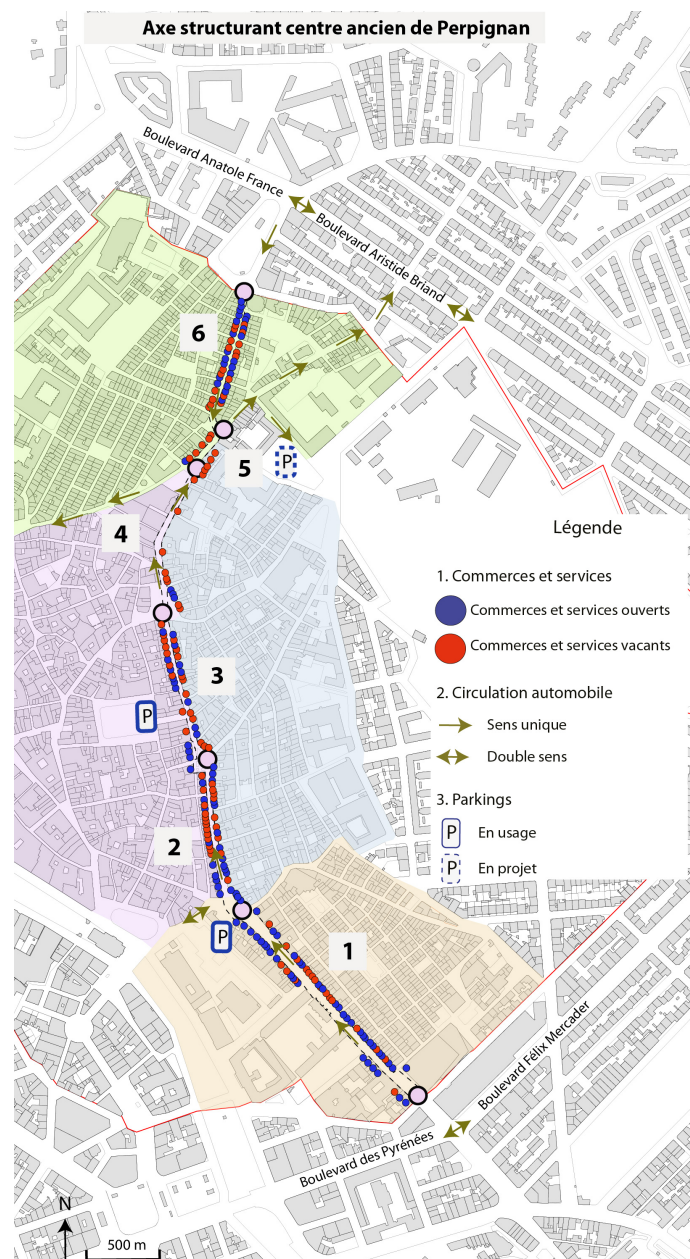 Axe structurant centre ancien de Perpignan
Boulevard Anatole France
Boulevard Aristide Briand
6
5
P
4
3
P
2
P
1
Légende
1. Commerces et services
Commerces et services ouverts
Commerces et services vacants
2. Circulation automobile
Sens unique
Double sens
3. Parkings
P En usage
P En projet
Boulevard Félix Mercader
Boulevard des Pyrénées
N
500 m